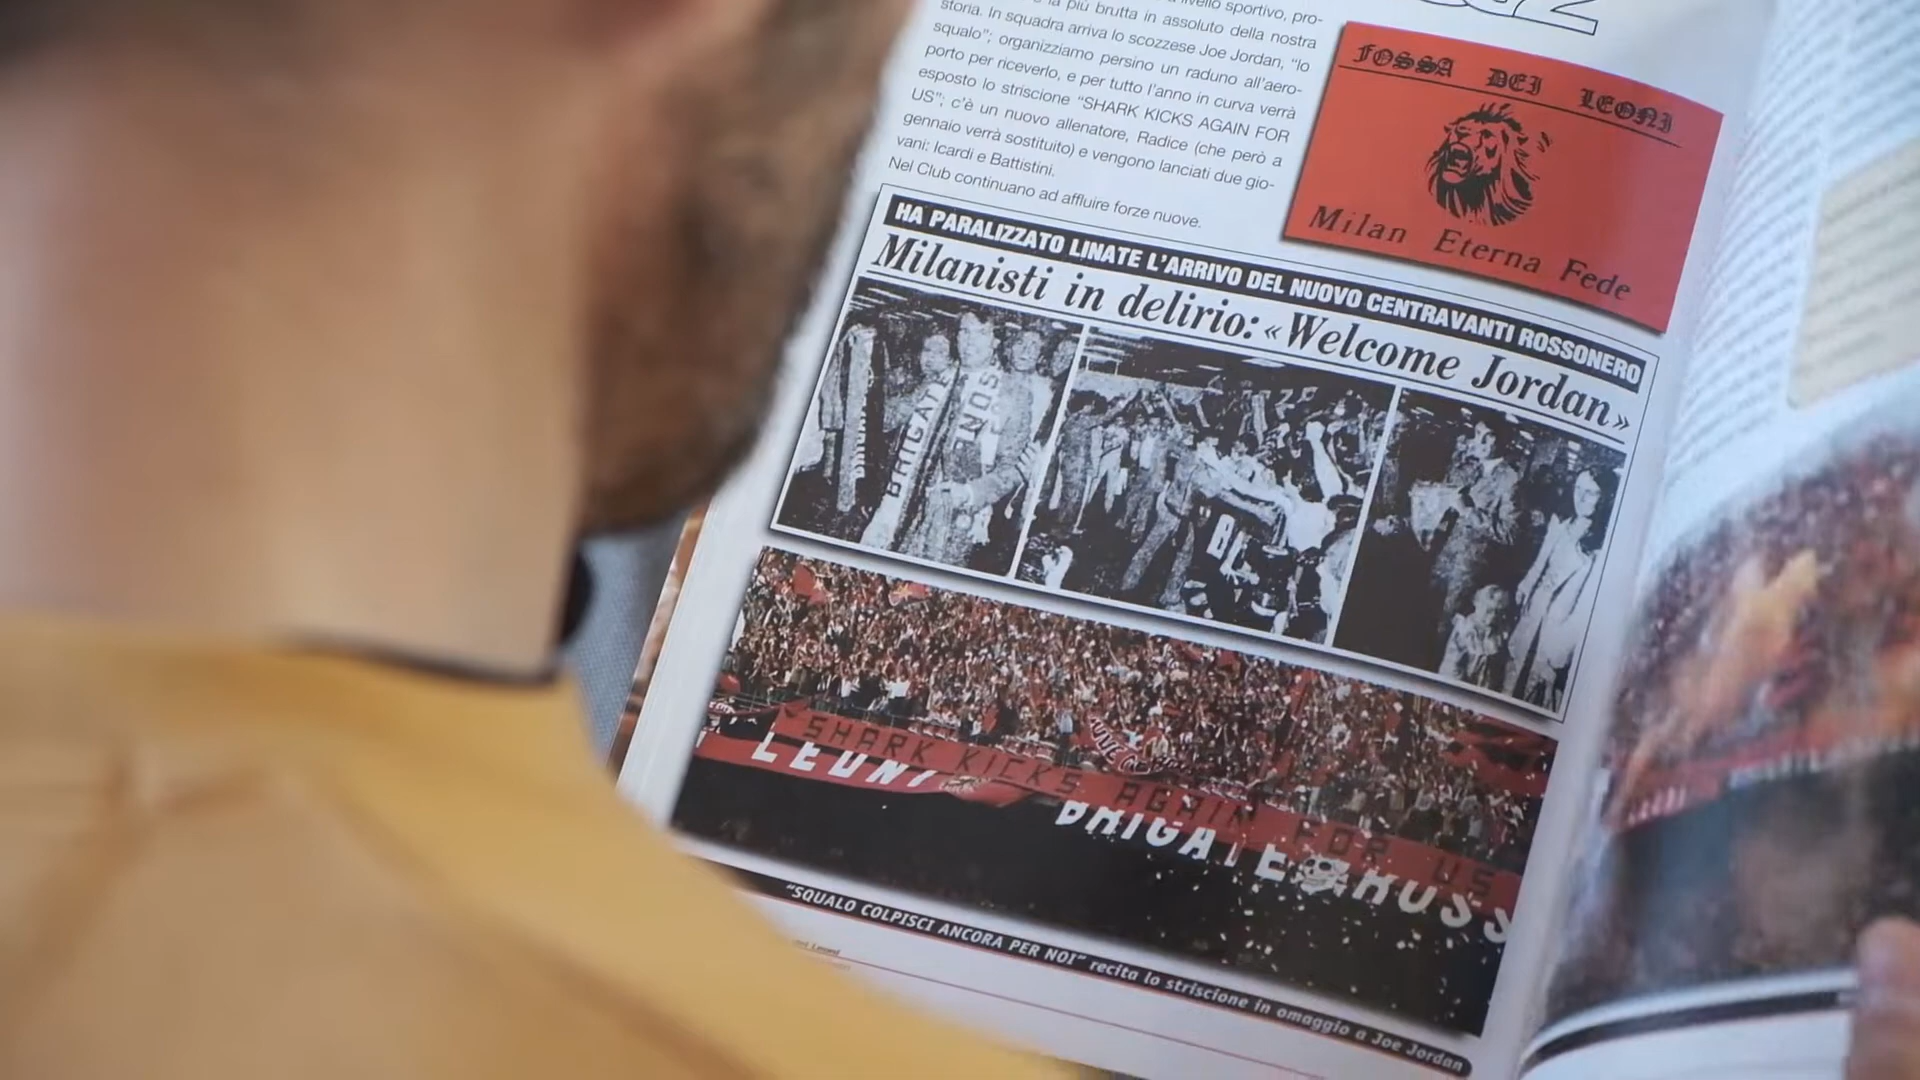 livello sportivo, pro-
la più brutta in assoluto della nostra
storia. In squadra arriva lo scozzese Joe Jordan, "lo
squalo"; organizziamo persino un raduno all'aero-
porto per riceverlo, e per tutto l'anno in curva verrà
esposto lo striscione "SHARK KICKS AGAIN FOR
US"; c'è un nuovo allenatore, Radice (che però a
gennaio verrà sostituito) e vengono lanciati due gio-
vani: Icardi e Battistini.
Nel Club continuano ad affluire forze nuove.
FOSSA DEI LEONI
Milan Eterna Fede
HA PARALIZZATO LINATE L'ARRIVO DEL NUOVO CENTRAVANTI ROSSONERO
Milanisti in delirio: «Welcome Jordan»
BRIGATE
SHARK KICKS AGAIN FOR US
LEONI
BRIGATE ROSS
"SQUALO COLPISCI ANCORA PER NOI" recita lo striscione in omaggio a Joe Jordan